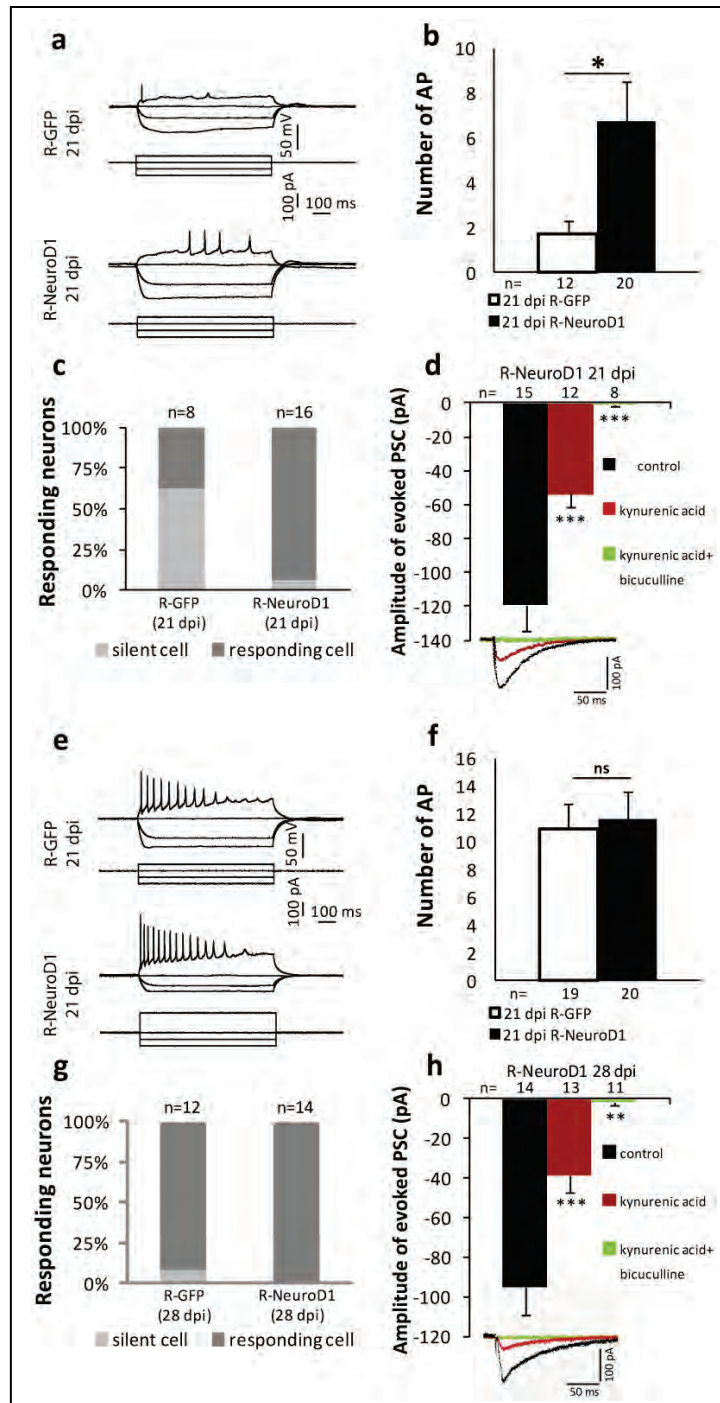 a
R-GFP
21 dpi
50 mV
100 pA
100 ms
R-NeuroD1
21 dpi
b
Number of AP
10
8
6
4
2
0
*
n=
12
20
21 dpi R-GFP
21 dpi R-NeuroD1
c
Responding neurons
n=8
n=16
100%
75%
50%
25%
0%
R-GFP
(21 dpi)
R-NeuroD1
(21 dpi)
silent cell
responding cell
d
R-NeuroD1 21 dpi
n=
15
12
8
Amplitude of evoked PSC (pA)
0
-20
-40
-60
-80
-100
-120
-140
***
***
control
kynurenic acid
kynurenic acid+
bicuculline
100 pA
50 ms
e
R-GFP
21 dpi
50 mV
100 pA
100 ms
R-NeuroD1
21 dpi
f
Number of AP
16
14
12
10
8
6
4
2
0
ns
n=
19
20
21 dpi R-GFP
21 dpi R-NeuroD1
g
Responding neurons
n=12
n=14
100%
75%
50%
25%
0%
R-GFP
(28 dpi)
R-NeuroD1
(28 dpi)
silent cell
responding cell
h
R-NeuroD1 28 dpi
n=
14
13
11
Amplitude of evoked PSC (pA)
0
-20
-40
-60
-80
-100
-120
***
**
control
kynurenic acid
kynurenic acid+
bicuculline
100 pA
50 ms